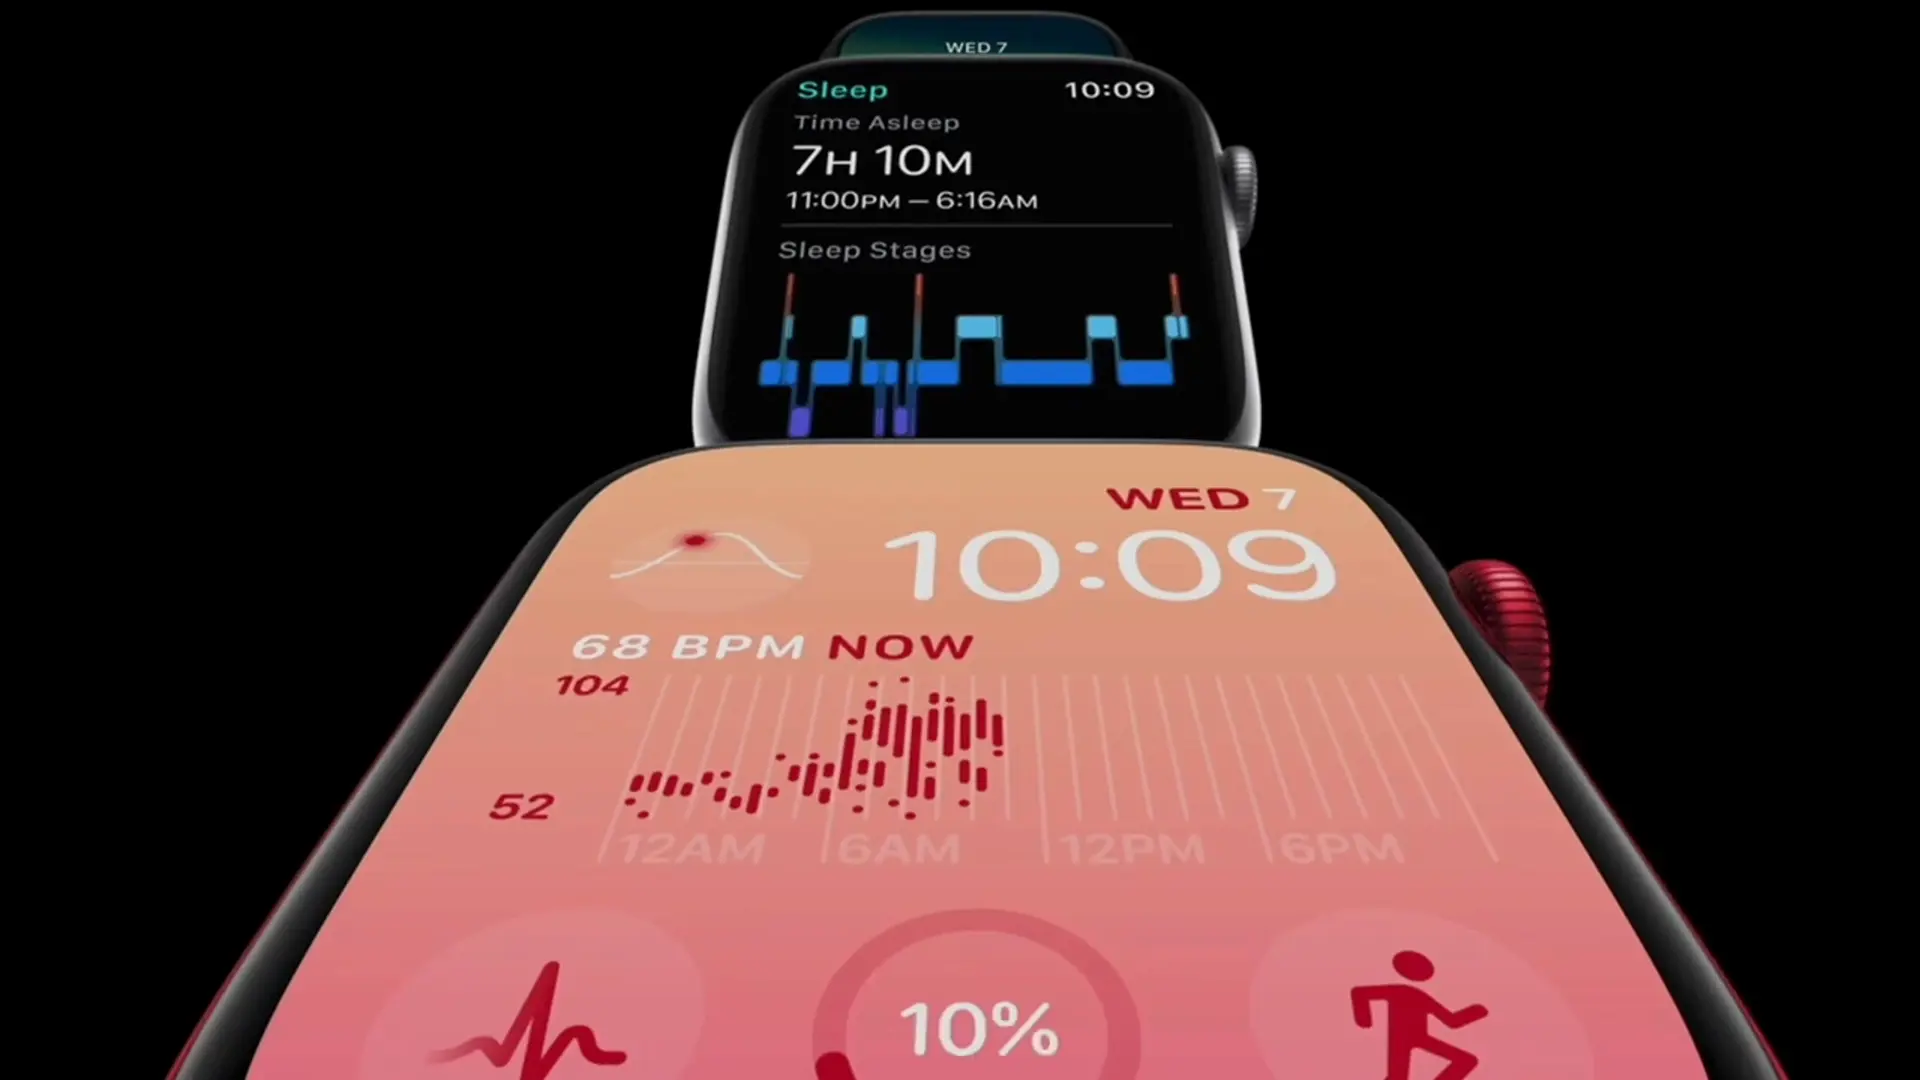 WED 7
Sleep 10:09
Time Asleep
7H 10M
11:00PM – 6:16AM
Sleep Stages
WED 7
10:09
68 BPM NOW
104
52
12AM 6AM 12PM 6PM
10%